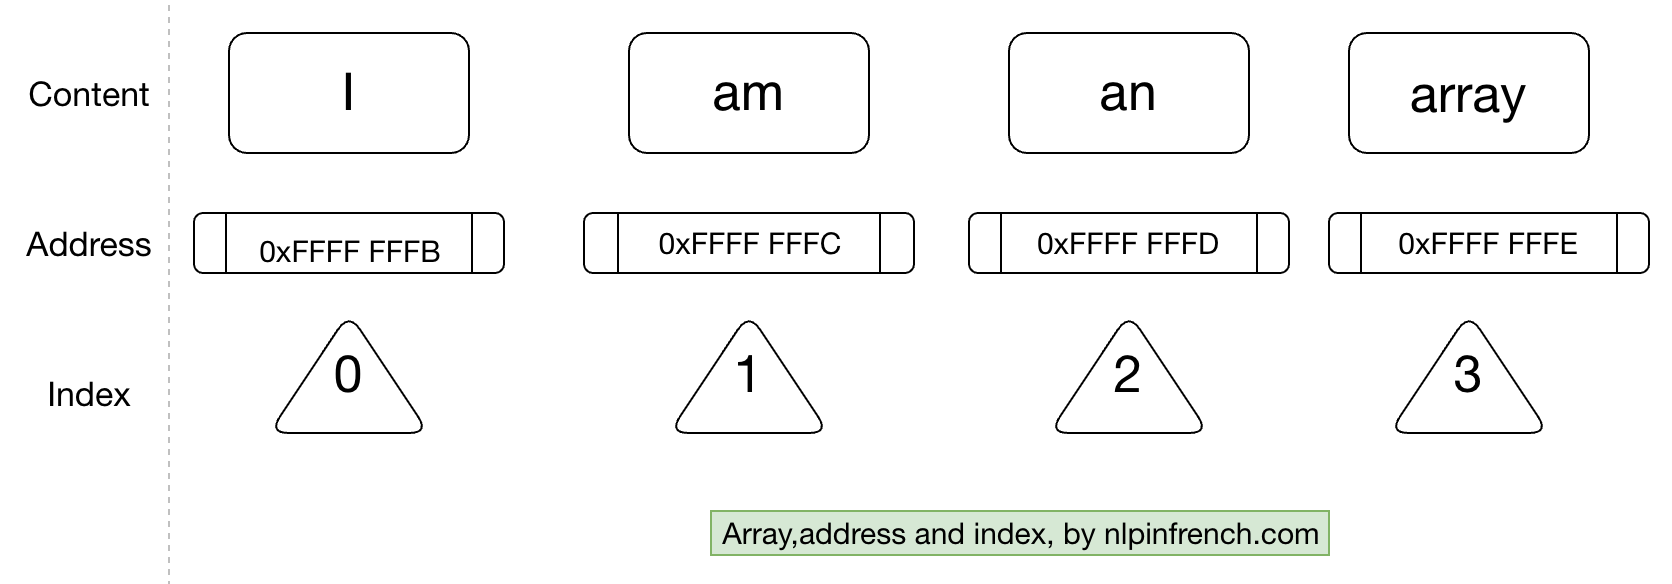 Content I am an array
Address 0xFFFF FFFB 0xFFFF FFFC 0xFFFF FFFD 0xFFFF FFFE
Index 0 1 2 3
Array,address and index, by nlpinfrench.com